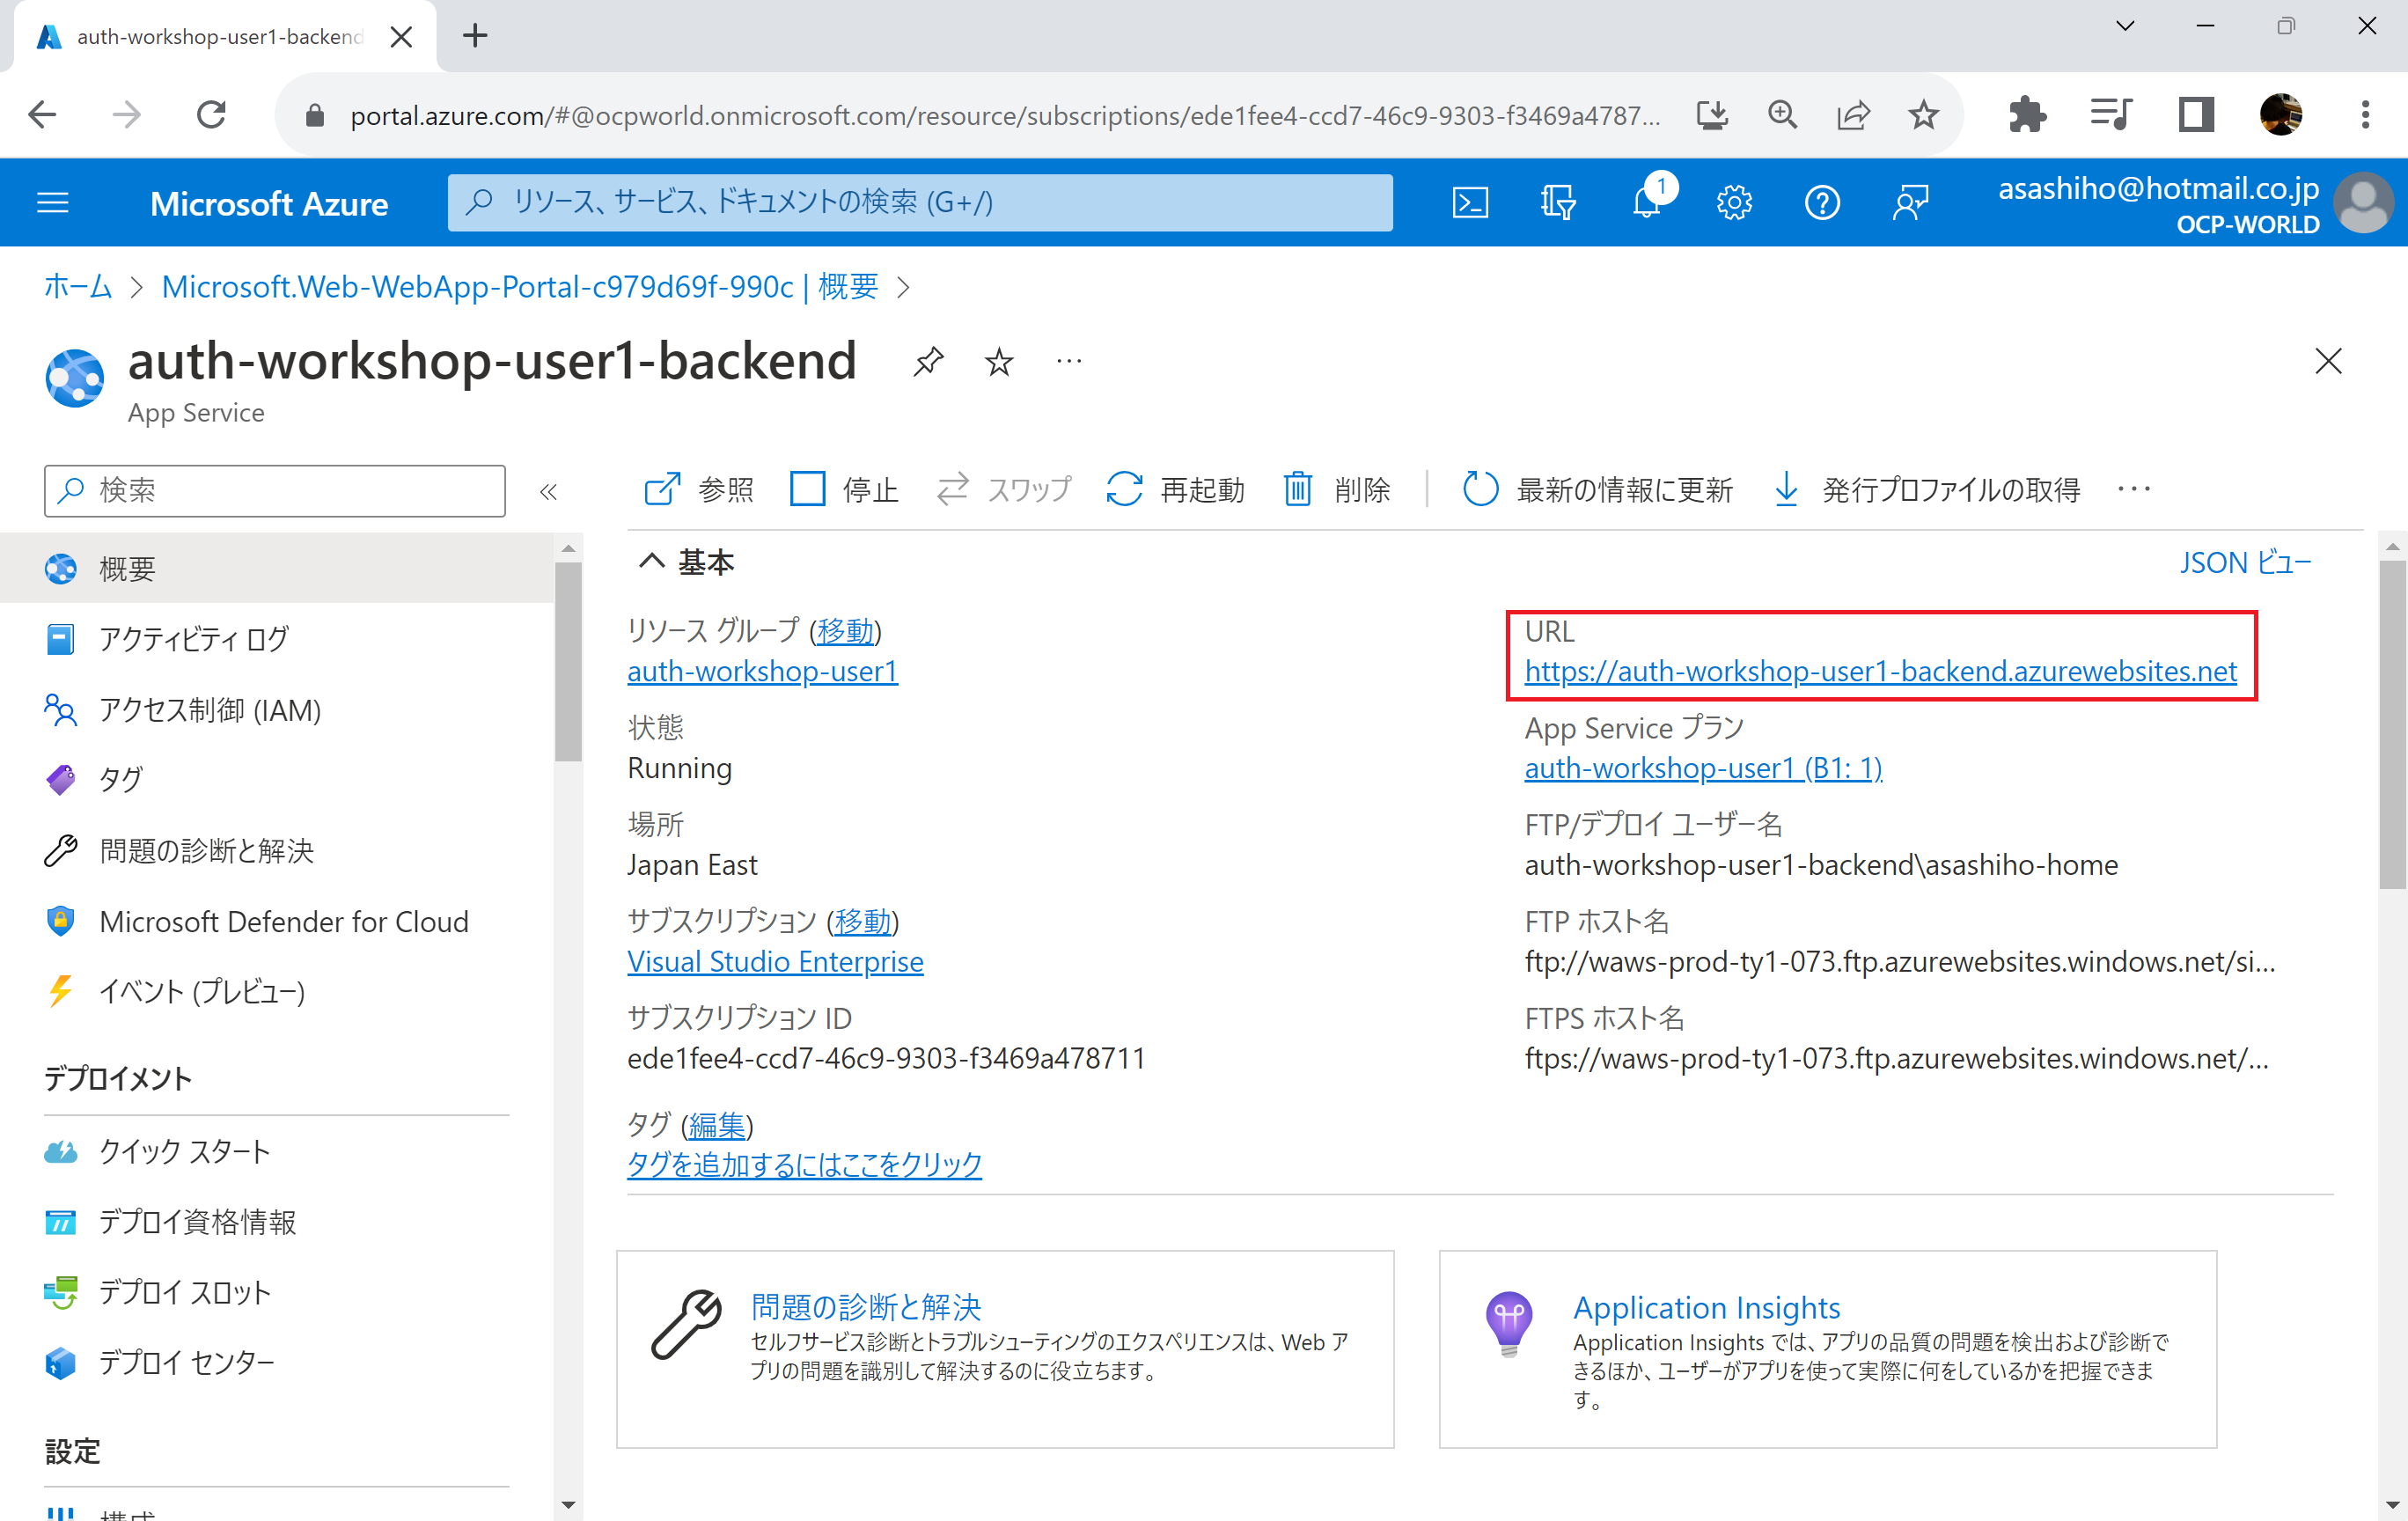 auth-workshop-user1-backend
portal.azure.com/#@ocpworld.onmicrosoft.com/resource/subscriptions/ede1fee4-ccd7-46c9-9303-f3469a4787...
Microsoft Azure
リソース、サービス、ドキュメントの検索 (G+/)
1
asashiho@hotmail.co.jp
OCP-WORLD
ホーム > Microsoft.Web-WebApp-Portal-c979d69f-990c | 概要 >
auth-workshop-user1-backend
App Service
検索
«
参照
停止
スワップ
再起動
削除
最新の情報に更新
発行プロファイルの取得
概要
アクティビティ ログ
アクセス制御 (IAM)
タグ
問題の診断と解決
Microsoft Defender for Cloud
イベント (プレビュー)
デプロイメント
クイック スタート
デプロイ資格情報
デプロイ スロット
デプロイ センター
設定
構成
基本
JSON ビュー
リソース グループ (移動)
auth-workshop-user1
状態
Running
場所
Japan East
サブスクリプション (移動)
Visual Studio Enterprise
サブスクリプション ID
ede1fee4-ccd7-46c9-9303-f3469a478711
タグ (編集)
タグを追加するにはここをクリック
URL
https://auth-workshop-user1-backend.azurewebsites.net
App Service プラン
auth-workshop-user1 (B1: 1)
FTP/デプロイ ユーザー名
auth-workshop-user1-backend\asashiho-home
FTP ホスト名
ftp://waws-prod-ty1-073.ftp.azurewebsites.windows.net/si...
FTPS ホスト名
ftps://waws-prod-ty1-073.ftp.azurewebsites.windows.net/...
問題の診断と解決
セルフサービス診断とトラブルシューティングのエクスペリエンスは、Web ア
プリの問題を識別して解決するのに役立ちます。
Application Insights
Application Insights では、アプリの品質の問題を検出および診断で
きるほか、ユーザーがアプリを使って実際に何をしているかを把握できま
す。